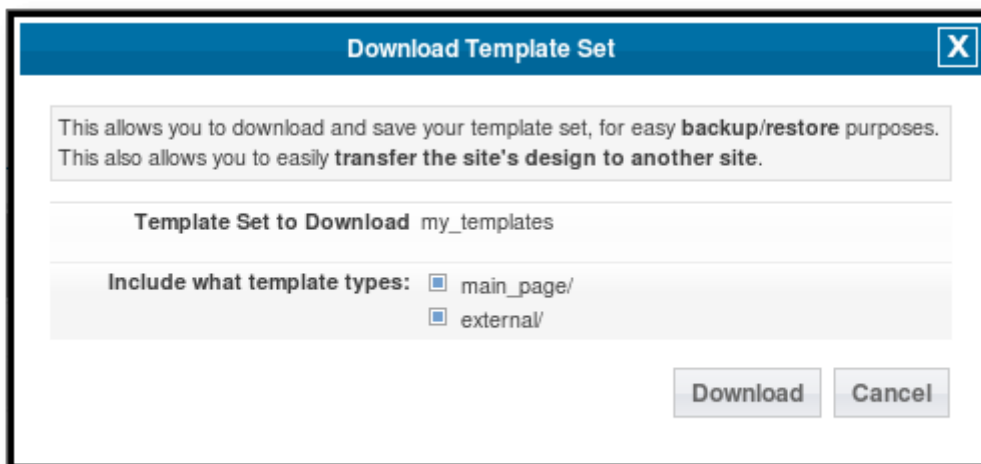 Download Template Set X
This allows you to download and save your template set, for easy backup/restore purposes.
This also allows you to easily transfer the site's design to another site.
Template Set to Download my_templates
Include what template types: main_page/
external/
Download Cancel